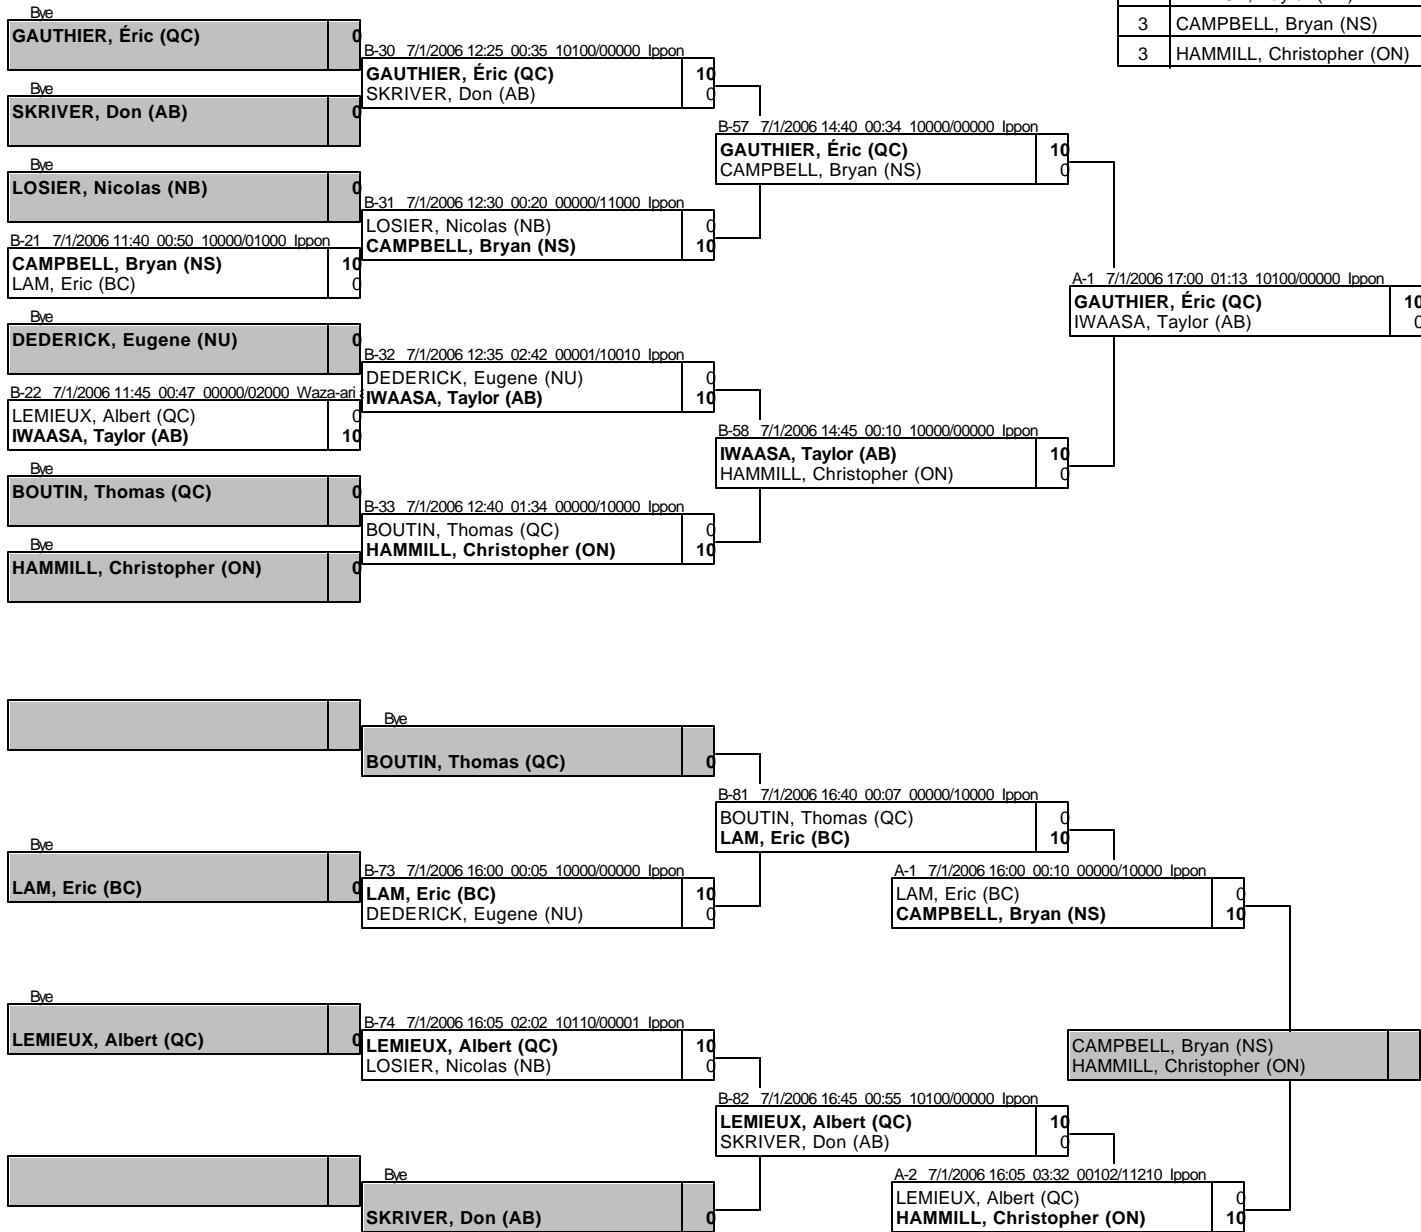 3 CAMPBELL, Bryan (NS)
3 HAMMILL, Christopher (ON)
Bye
GAUTHIER, Éric (QC) 0
Bye
SKRIVER, Don (AB) 0
Bye
LOSIER, Nicolas (NB) 0
B-21 7/1/2006 11:40 00:50 10000/01000 Ippon
CAMPBELL, Bryan (NS) 10
LAM, Eric (BC) 0
Bye
DEDERICK, Eugene (NU) 0
B-22 7/1/2006 11:45 00:47 00000/02000 Waza-ari
LEMIEUX, Albert (QC) 0
IWAASA, Taylor (AB) 10
Bye
BOUTIN, Thomas (QC) 0
Bye
HAMMILL, Christopher (ON) 0
B-30 7/1/2006 12:25 00:35 10100/00000 Ippon
GAUTHIER, Éric (QC) 10
SKRIVER, Don (AB) 0
B-31 7/1/2006 12:30 00:20 00000/11000 Ippon
LOSIER, Nicolas (NB) 0
CAMPBELL, Bryan (NS) 10
B-32 7/1/2006 12:35 02:42 00001/10010 Ippon
DEDERICK, Eugene (NU) 0
IWAASA, Taylor (AB) 10
B-33 7/1/2006 12:40 01:34 00000/10000 Ippon
BOUTIN, Thomas (QC) 0
HAMMILL, Christopher (ON) 10
B-57 7/1/2006 14:40 00:34 10000/00000 Ippon
GAUTHIER, Éric (QC) 10
CAMPBELL, Bryan (NS) 0
B-58 7/1/2006 14:45 00:10 10000/00000 Ippon
IWAASA, Taylor (AB) 10
HAMMILL, Christopher (ON) 0
A-1 7/1/2006 17:00 01:13 10100/00000 Ippon
GAUTHIER, Éric (QC) 10
IWAASA, Taylor (AB) 0
Bye
LAM, Eric (BC) 0
Bye
LEMIEUX, Albert (QC) 0
Bye
BOUTIN, Thomas (QC) 0
B-73 7/1/2006 16:00 00:05 10000/00000 Ippon
LAM, Eric (BC) 10
DEDERICK, Eugene (NU) 0
B-74 7/1/2006 16:05 02:02 10110/00001 Ippon
LEMIEUX, Albert (QC) 10
LOSIER, Nicolas (NB) 0
Bye
SKRIVER, Don (AB) 0
B-81 7/1/2006 16:40 00:07 00000/10000 Ippon
BOUTIN, Thomas (QC) 0
LAM, Eric (BC) 10
B-82 7/1/2006 16:45 00:55 10100/00000 Ippon
LEMIEUX, Albert (QC) 10
SKRIVER, Don (AB) 0
A-1 7/1/2006 16:00 00:10 00000/10000 Ippon
LAM, Eric (BC) 0
CAMPBELL, Bryan (NS) 10
A-2 7/1/2006 16:05 03:32 00102/11210 Ippon
LEMIEUX, Albert (QC) 0
HAMMILL, Christopher (ON) 10
CAMPBELL, Bryan (NS)
HAMMILL, Christopher (ON)